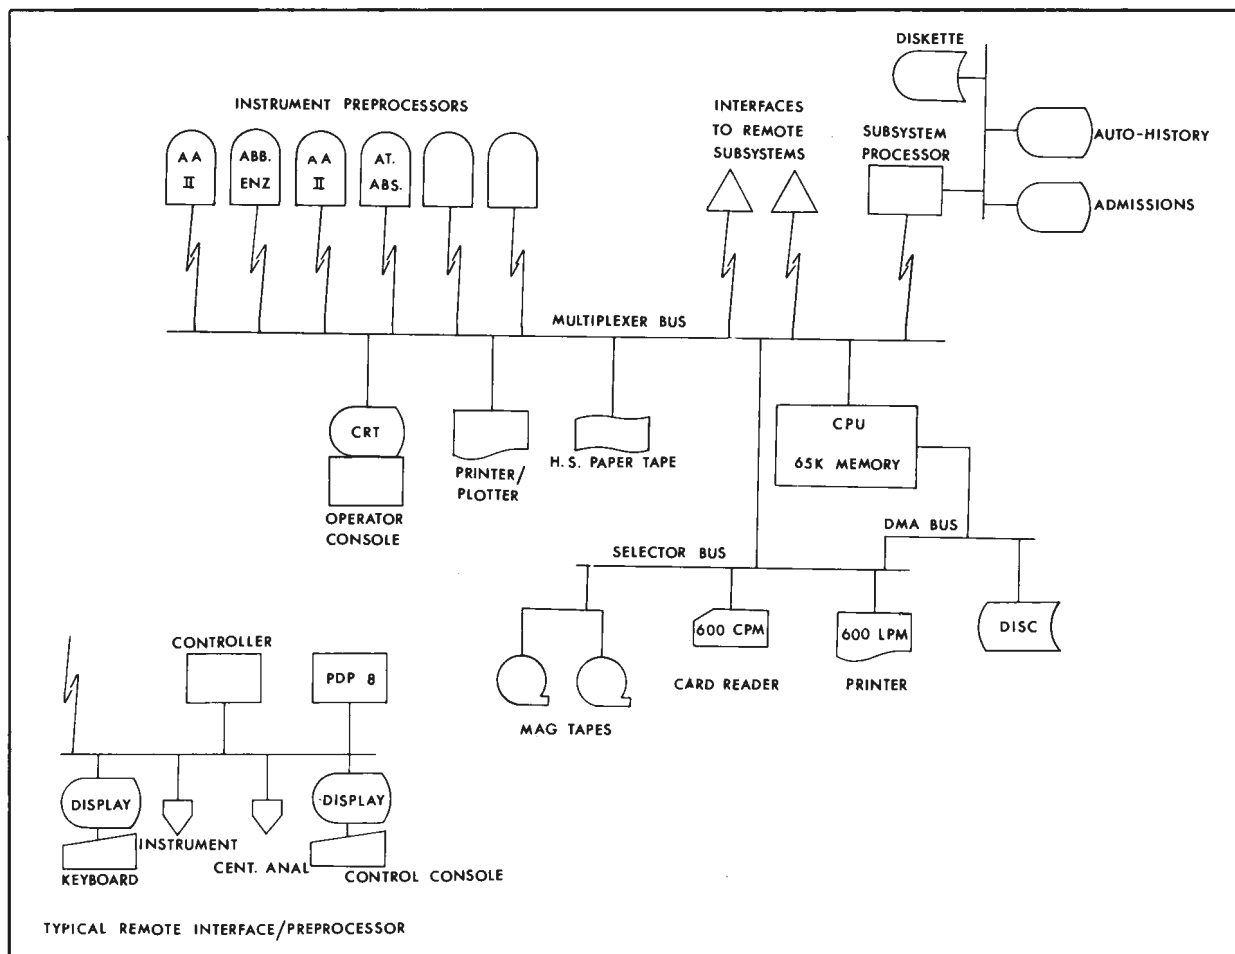 DISKETTE
INSTRUMENT PREPROCESSORS
INTERFACES
TO REMOTE
SUBSYSTEMS
SUBSYSTEM
PROCESSOR
AUTO-HISTORY
ADMISSIONS
AA
II
ABB.
ENZ
AA
II
AT.
ABS.
MULTIPLEXER BUS
CRT
OPERATOR
CONSOLE
PRINTER/
PLOTTER
H.S. PAPER TAPE
CPU
65K MEMORY
DMA BUS
SELECTOR BUS
MAG TAPES
600 CPM
CARD READER
600 LPM
PRINTER
DISC
CONTROLLER
PDP 8
DISPLAY
KEYBOARD
INSTRUMENT
CENT. ANAL
DISPLAY
CONTROL CONSOLE
TYPICAL REMOTE INTERFACE/PREPROCESSOR